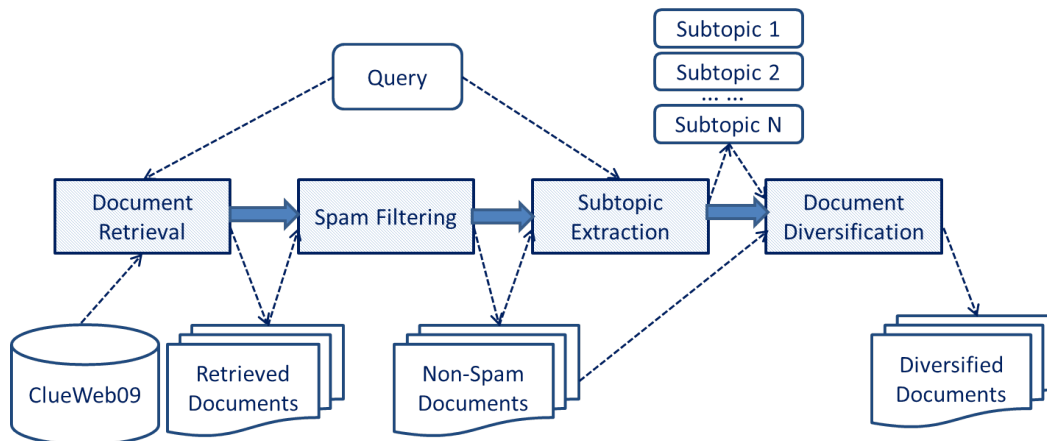 Subtopic 1
Query
Subtopic 2
... ...
Subtopic N
Document
Retrieval
Spam Filtering
Subtopic
Extraction
Document
Diversification
ClueWeb09
Retrieved
Documents
Non-Spam
Documents
Diversified
Documents